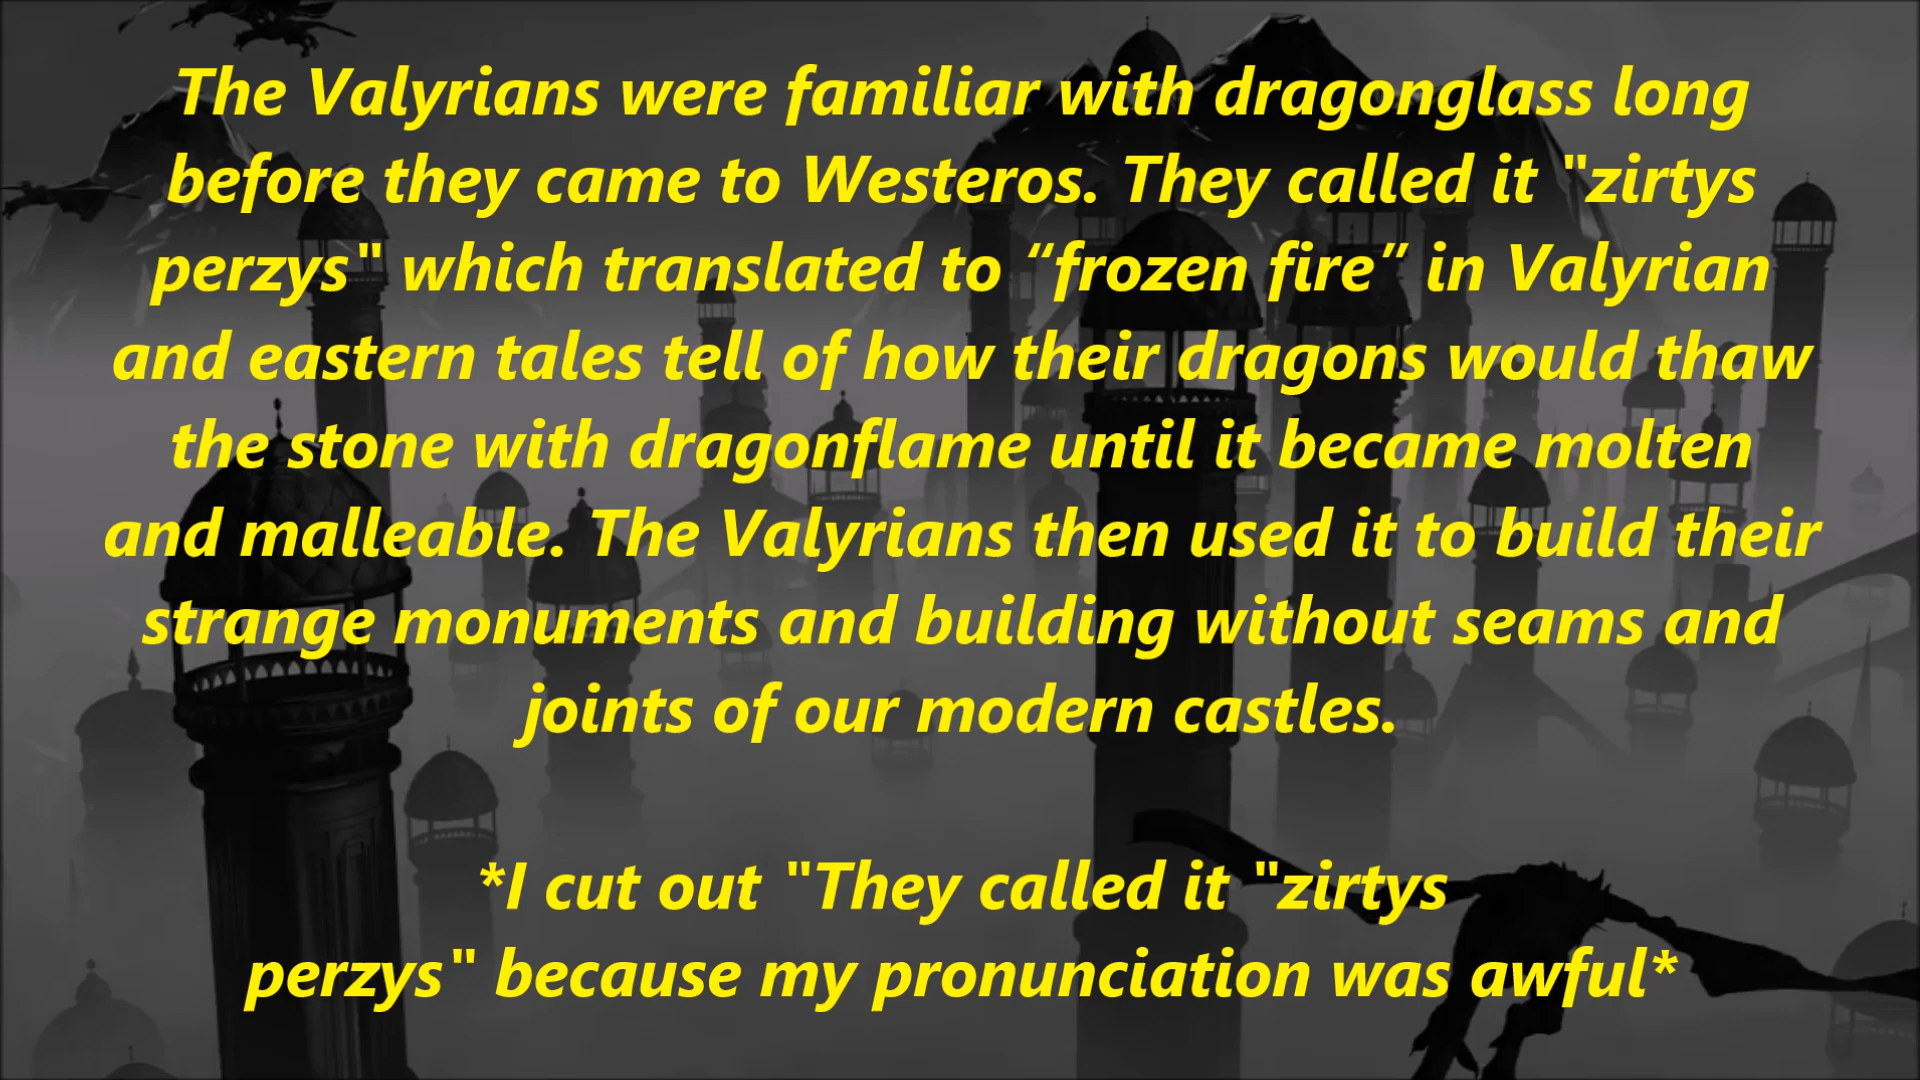 The Valyrians were familiar with dragonglass long
before they came to Westeros. They called it "zirtys
perzys" which translated to “frozen fire” in Valyrian
and eastern tales tell of how their dragons would thaw
the stone with dragonflame until it became molten
and malleable. The Valyrians then used it to build their
strange monuments and building without seams and
joints of our modern castles.
*I cut out "They called it "zirtys
perzys" because my pronunciation was awful*